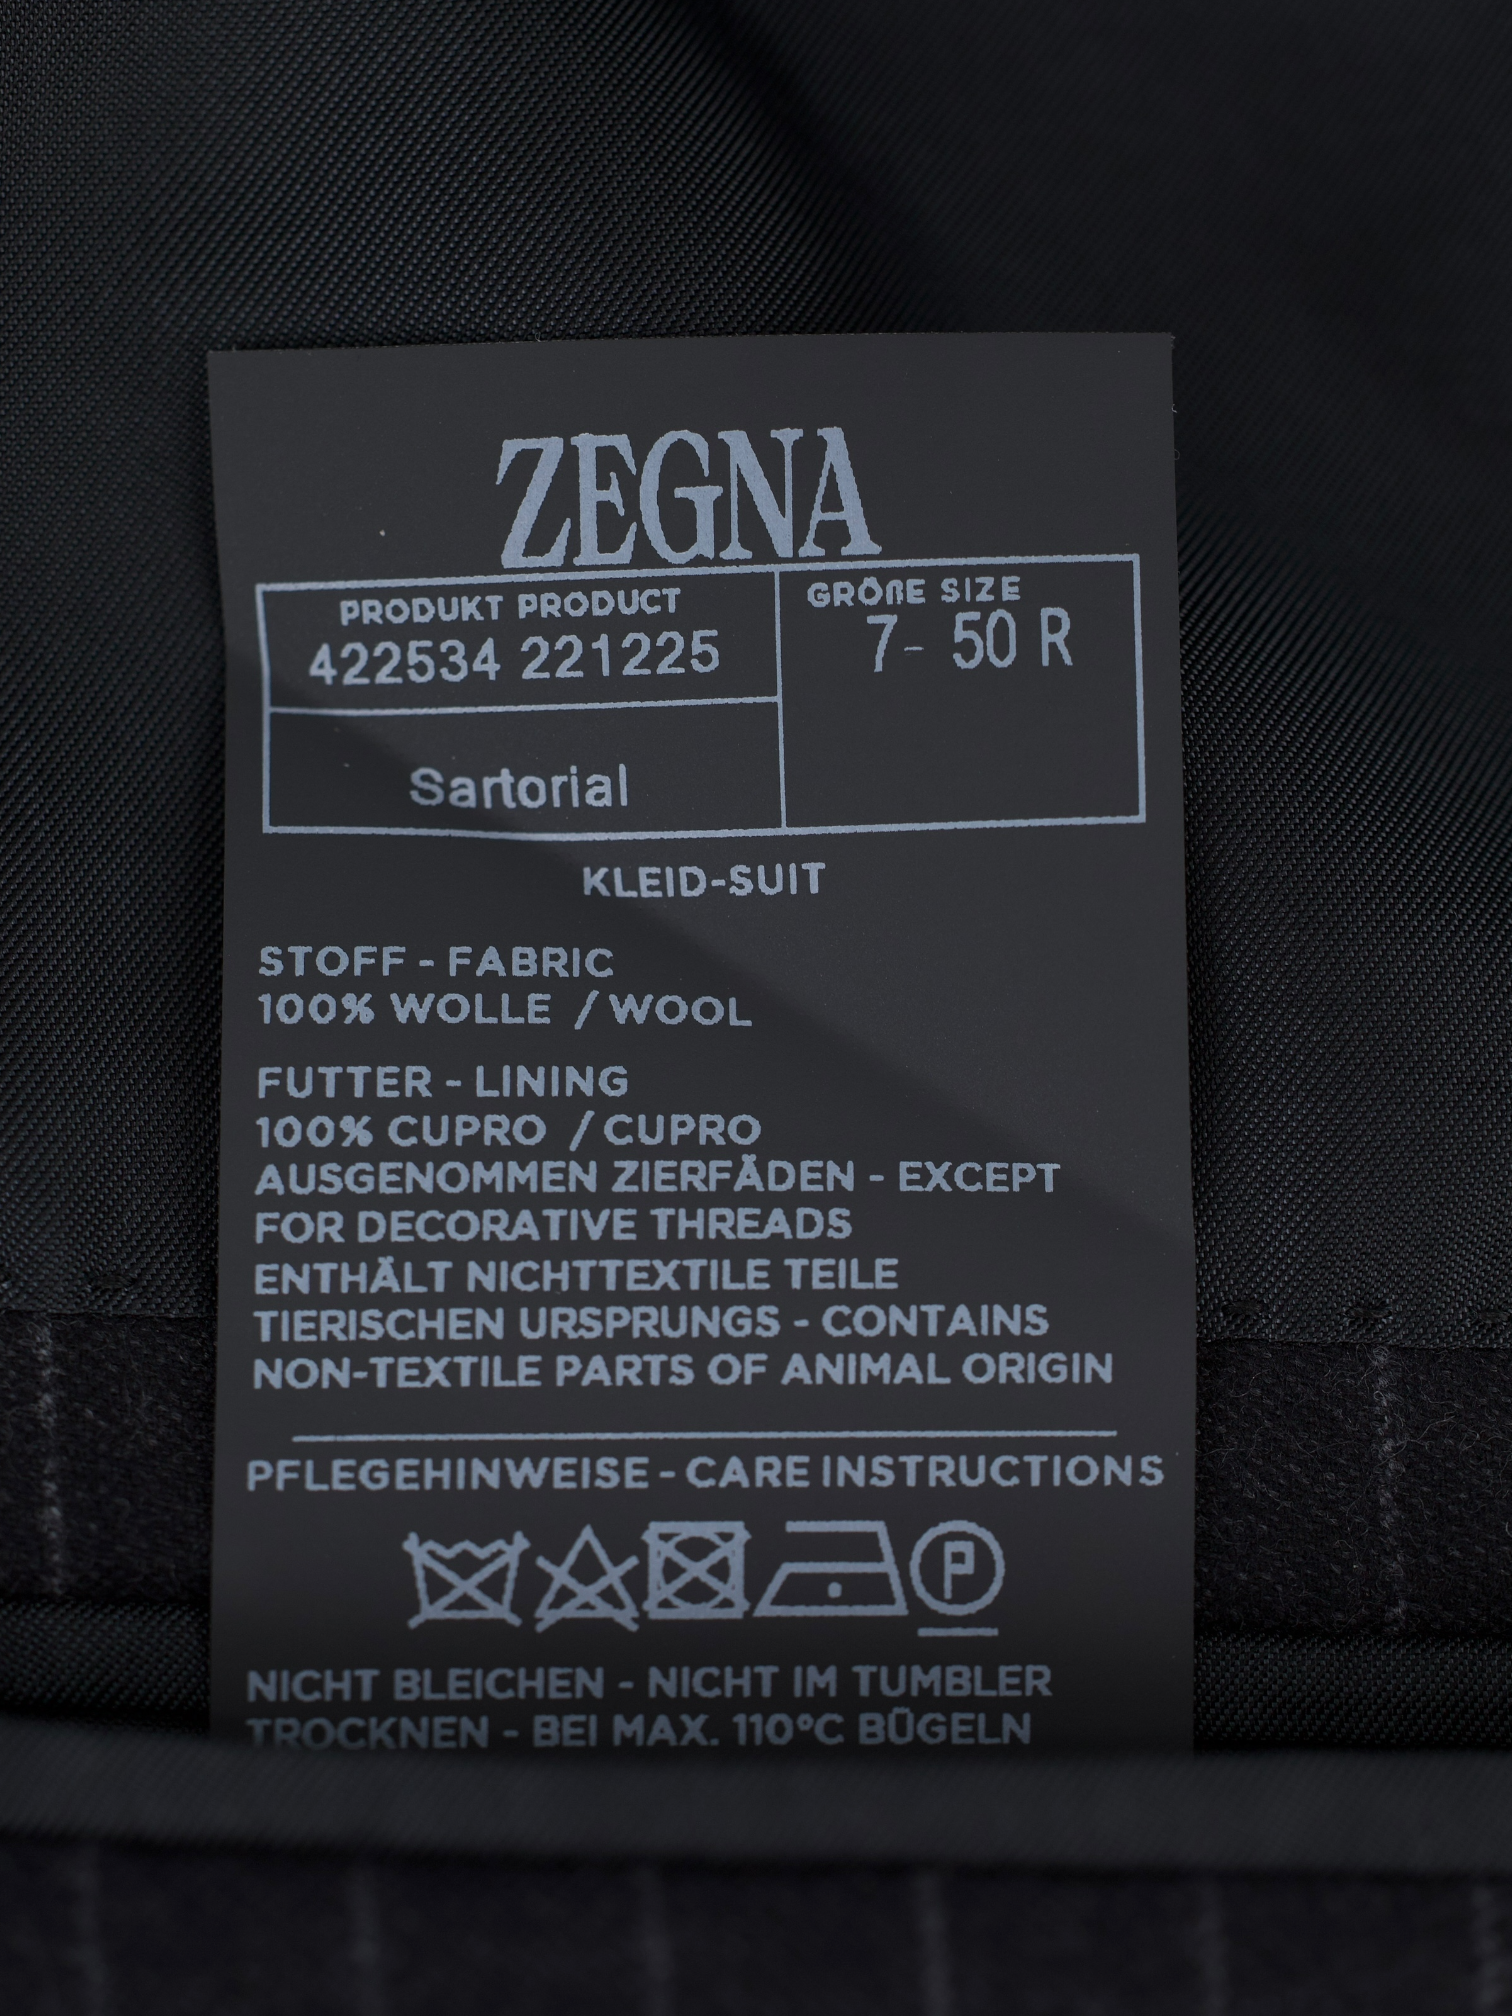 ZEGNA
PRODUKT PRODUCT
422534 221225
GRÖßE SIZE
7- 50 R
Sartorial
KLEID-SUIT
STOFF - FABRIC
100% WOLLE / WOOL
FUTTER - LINING
100% CUPRO / CUPRO
AUSGENOMMEN ZIERFÄDEN - EXCEPT
FOR DECORATIVE THREADS
ENTHÄLT NICHTTEXTILE TEILE
TIERISCHEN URSPRUNGS - CONTAINS
NON-TEXTILE PARTS OF ANIMAL ORIGIN
PFLEGEHINWEISE - CARE INSTRUCTIONS
P
NICHT BLEICHEN - NICHT IM TUMBLER
TROCKNEN - BEI MAX. 110°C BÜGELN